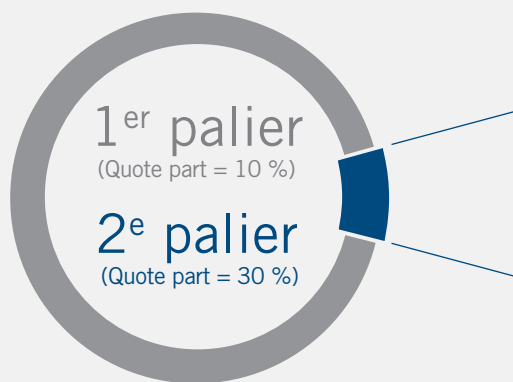 1er palier
(Quote part = 10 %)
2e palier
(Quote part = 30 %)